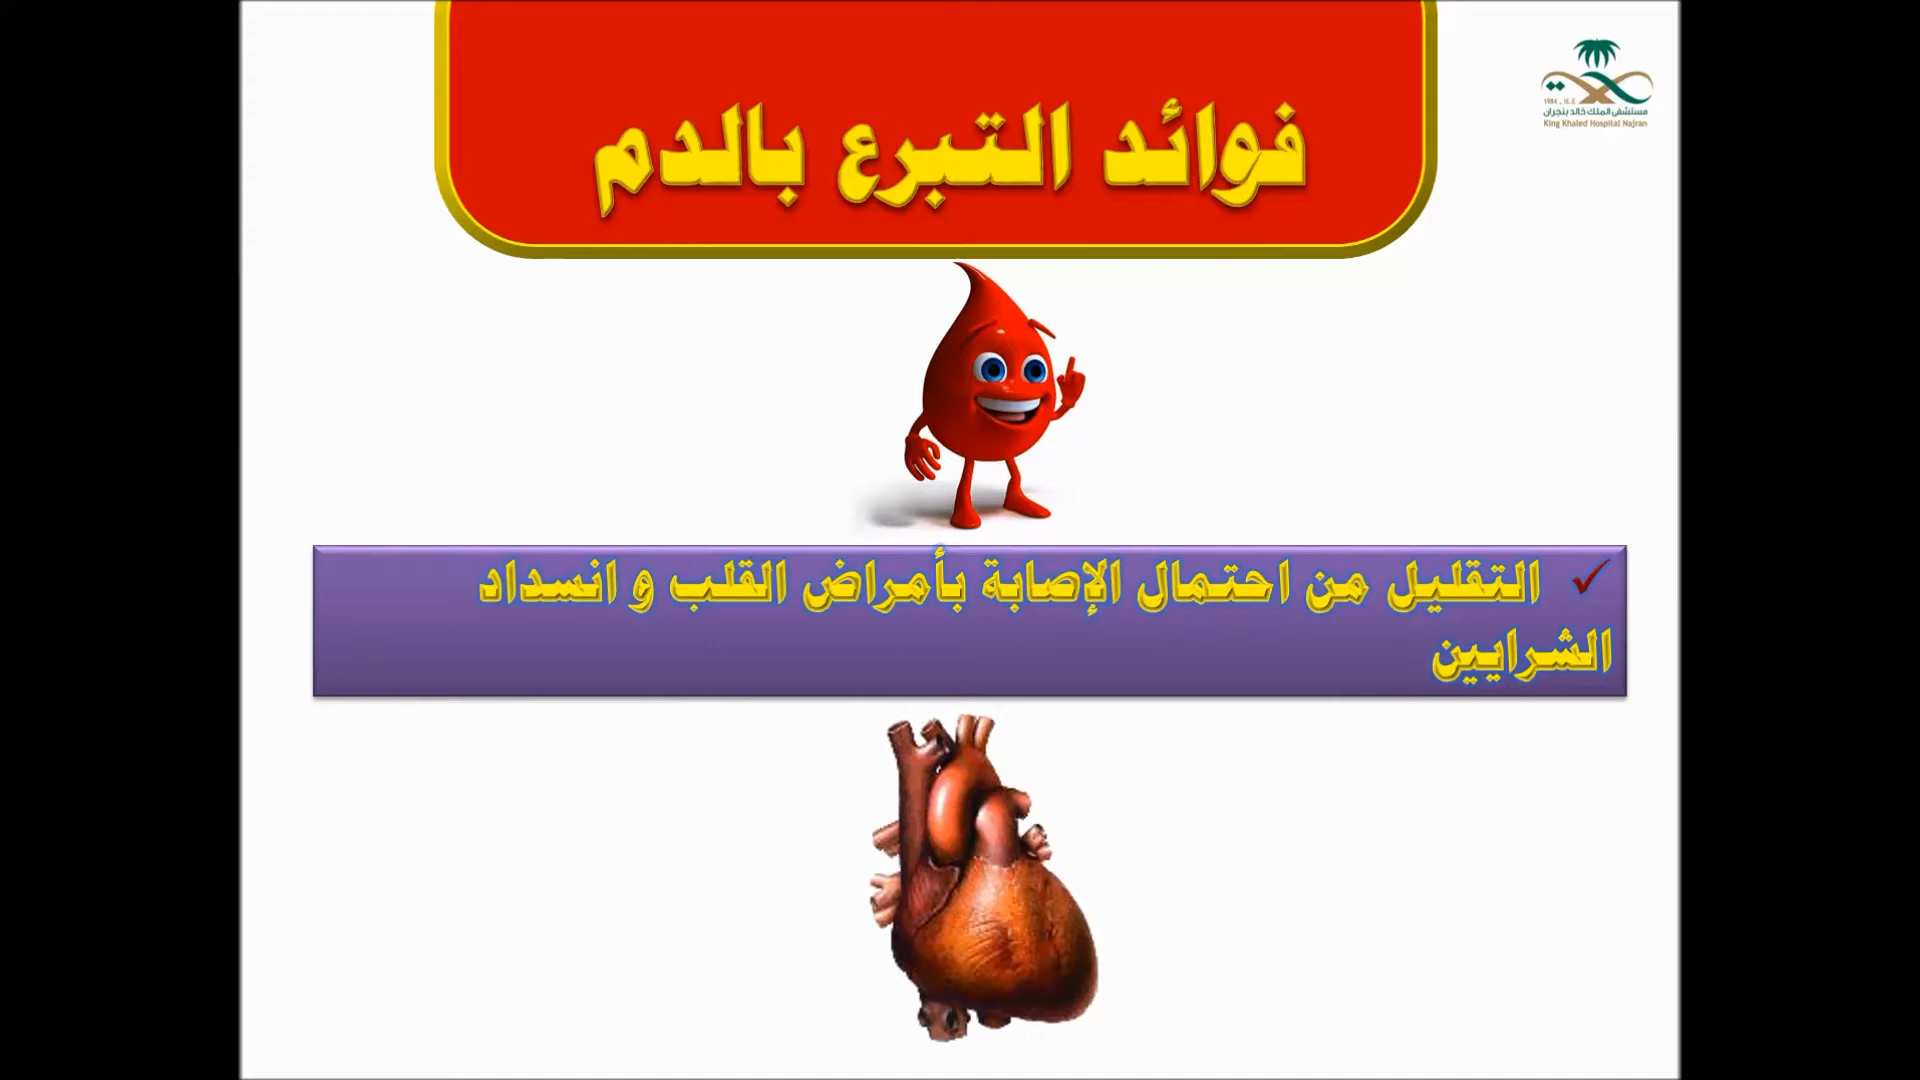 فوائد التبرع بالدم
مستشفى الملك خالد بنجران
King Khaled Hospital Najran
✓ التقليل من احتمال الإصابة بأمراض القلب و انسداد
الشرايين